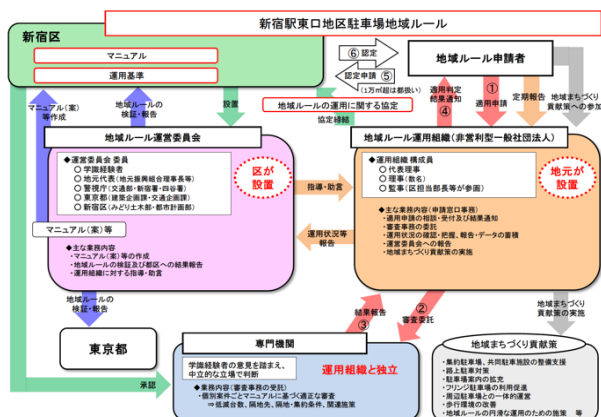 新宿駅東口地区駐車場地域ルール
新宿区
マニュアル
運用基準
⑥認定
認定申請⑤
(1万㎡超は都扱い)
地域ルール申請者
マニュアル(案)
等作成
地域ルールの
検証・報告
設置
地域ルールの運用に関する協定
協定締結
適用判定
結果通知
④
①
適用申請
定期報告
地域まちづくり
貢献策への参加
地域ルール運営委員会
◆運営委員会 委員
○ 学識経験者
○ 地元代表(地元振興組合理事長等)
○ 警視庁(交通部・新宿署・四谷署)
○ 東京都(建築企画課・交通企画課)
○ 新宿区(みどり土木部・都市計画部)
区が
設置
マニュアル(案)等
◆主な業務内容
・マニュアル(案)等の作成
・地域ルールの検証及び都区への結果報告
・運用組織に対する指導・助言
指導・助言
運用状況等
報告
地域ルール運用組織(非営利型一般社団法人)
◆運用組織 構成員
○ 代表理事
○ 理事(数名)
○ 監事(区担当部長等が参画)
地元が
設置
◆主な業務内容(申請窓口事務)
・適用申請の相談・受付及び結果通知
・審査事務の委託
・運用状況の確認・把握、報告・データの蓄積
・運営委員会への報告
・地域まちづくり貢献策の実施
地域ルールの
検証・報告
東京都
結果報告
③
②
審査委託
地域まちづくり
貢献策の実施
専門機関
学識経験者の意見を踏まえ、
中立的な立場で判断
運用組織と独立
◆業務内容(審査事務の受託)
・個別案件ごとマニュアルに基づく適正な審査
⇒低減台数、隔地先、隔地・集約条件、関連施策
承認
地域まちづくり貢献策
・集約駐車場、共同駐車施設の整備支援
・路上駐車対策
・駐車場案内の拡充
・フリンジ駐車場の利用促進
・周辺駐車場との一体的運営
・歩行環境の改善
・地域ルールの円滑な運用のための施策 等